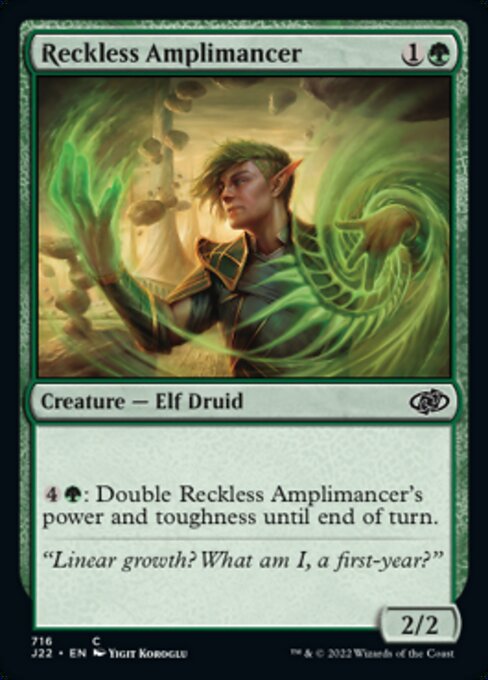 Reckless Amplimancer 1
Creature — Elf Druid
4 : Double Reckless Amplimancer's
power and toughness until end of turn.
"Linear growth? What am I, a first-year?"
2/2
716 C
J22 • EN Yigit Koroglu
™ & © 2022 Wizards of the Coast